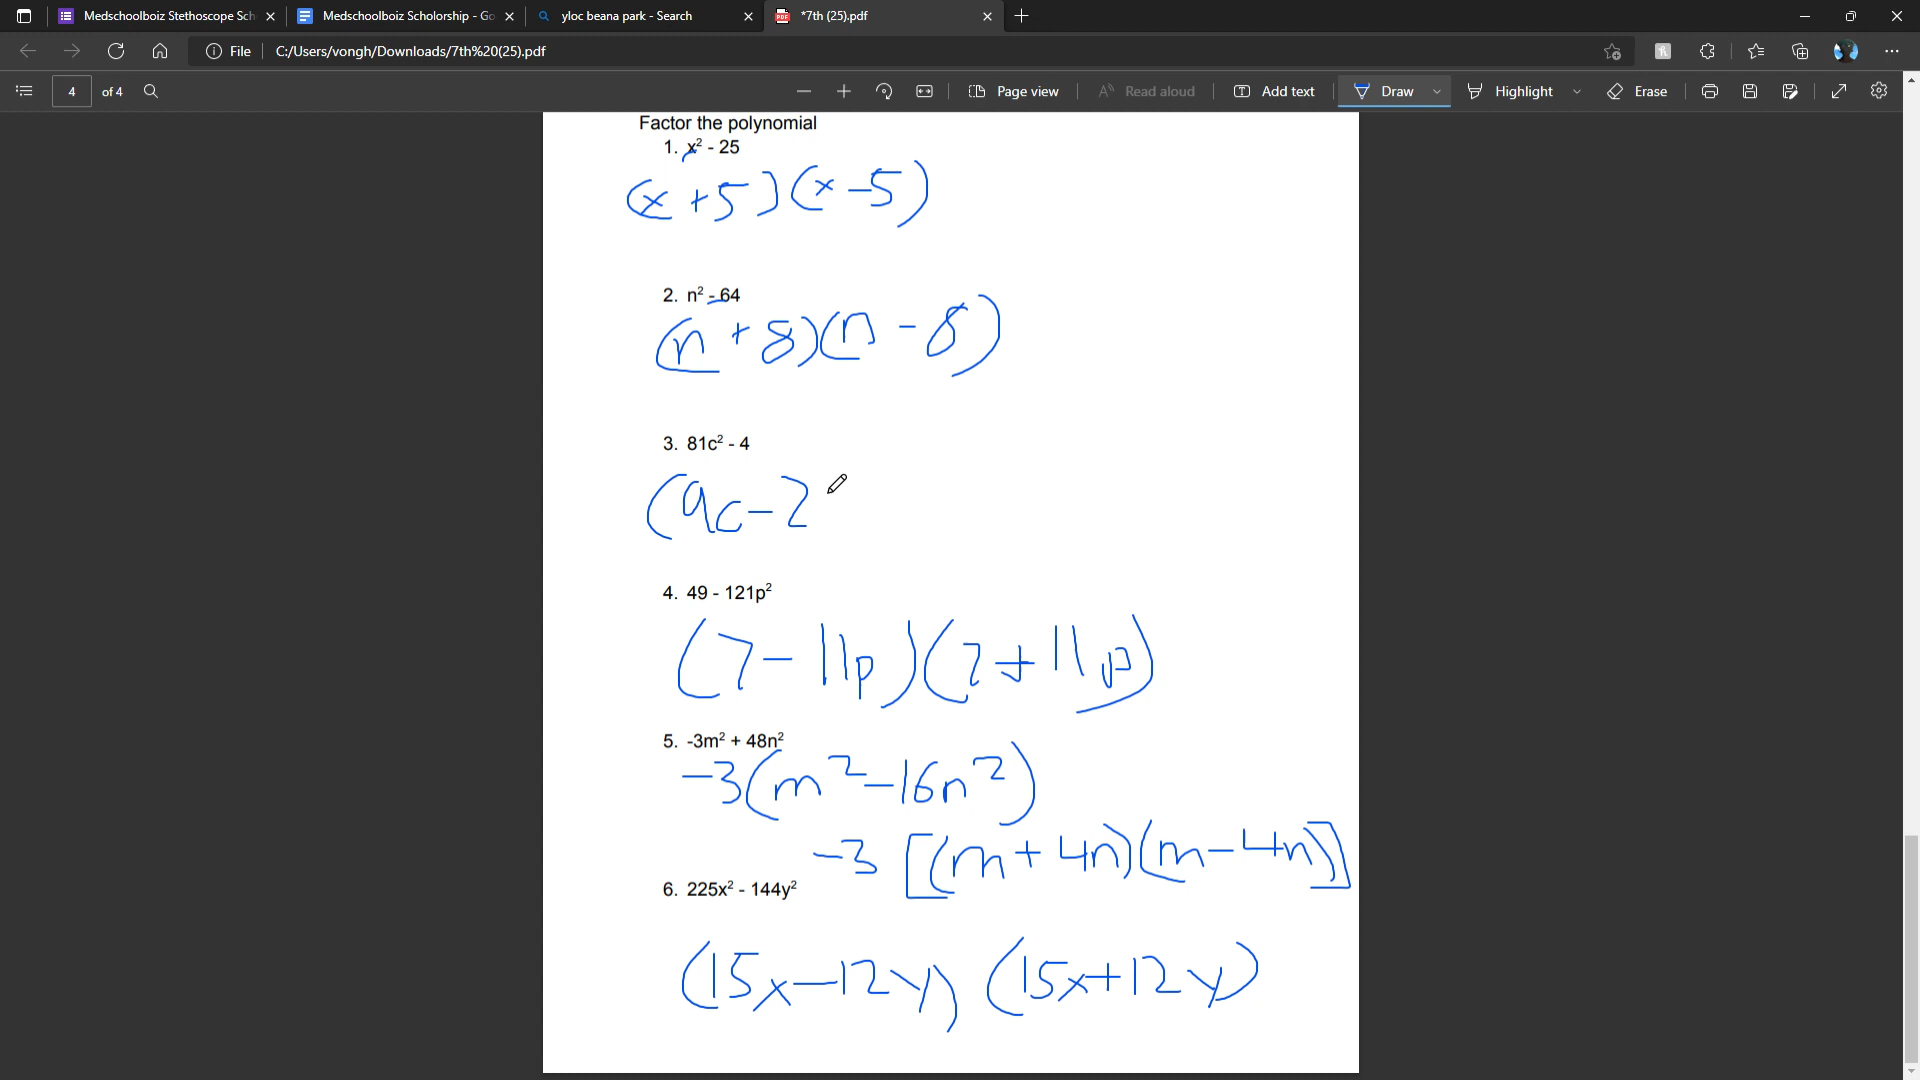 Medschoolboiz Stethoscope Sch
Medschoolboiz Scholorship - Go
yloc beana park - Search
*7th (25).pdf
File
C:/Users/vongh/Downloads/7th%20(25).pdf
4 of 4
Page view
Read aloud
Add text
Draw
Highlight
Erase
Factor the polynomial
1. x² - 25
(x + 5)(x - 5)
2. n² - 64
(n + 8)(n - 8)
3. 81c² - 4
(9c - 2
4. 49 - 121p²
(7 - 11p)(7 + 11p)
5. -3m² + 48n²
-3(m² - 16n²)
-3 [(m + 4n)(m - 4n)]
6. 225x² - 144y²
(15x - 12y) (15x + 12y)